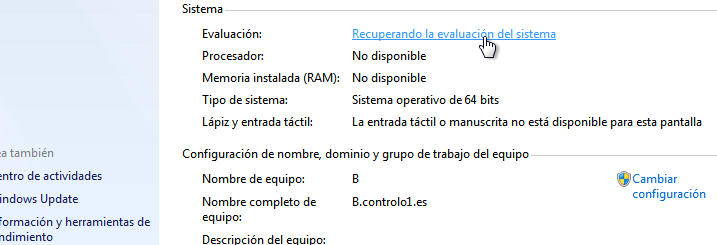 Sistema
Evaluación: Recuperando la evaluación del sistema
Procesador: No disponible
Memoria instalada (RAM): No disponible
Tipo de sistema: Sistema operativo de 64 bits
Lápiz y entrada táctil: La entrada táctil o manuscrita no está disponible para esta pantalla
Configuración de nombre, dominio y grupo de trabajo del equipo
Nombre de equipo: B
Cambiar
configuración
Nombre completo de
equipo:
B.controlo1.es
Descripción del equipo:
ea también
entro de actividades
indows Update
formación y herramientas de
ndimiento